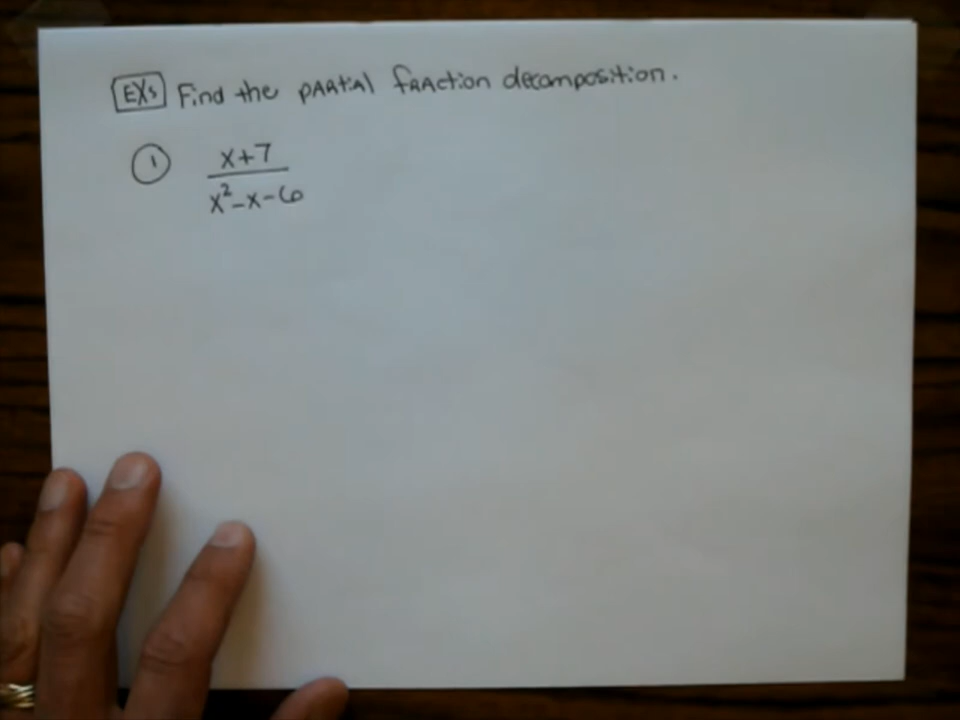 EXs Find the PARtiAl fRACtion decomposition.
① x+7
x²-x-6